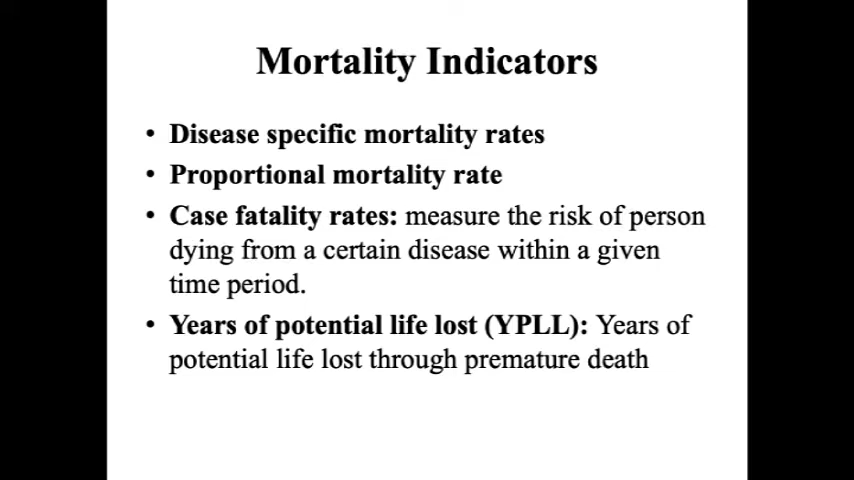 Mortality Indicators
• Disease specific mortality rates
• Proportional mortality rate
• Case fatality rates: measure the risk of person
dying from a certain disease within a given
time period.
• Years of potential life lost (YPLL): Years of
potential life lost through premature death